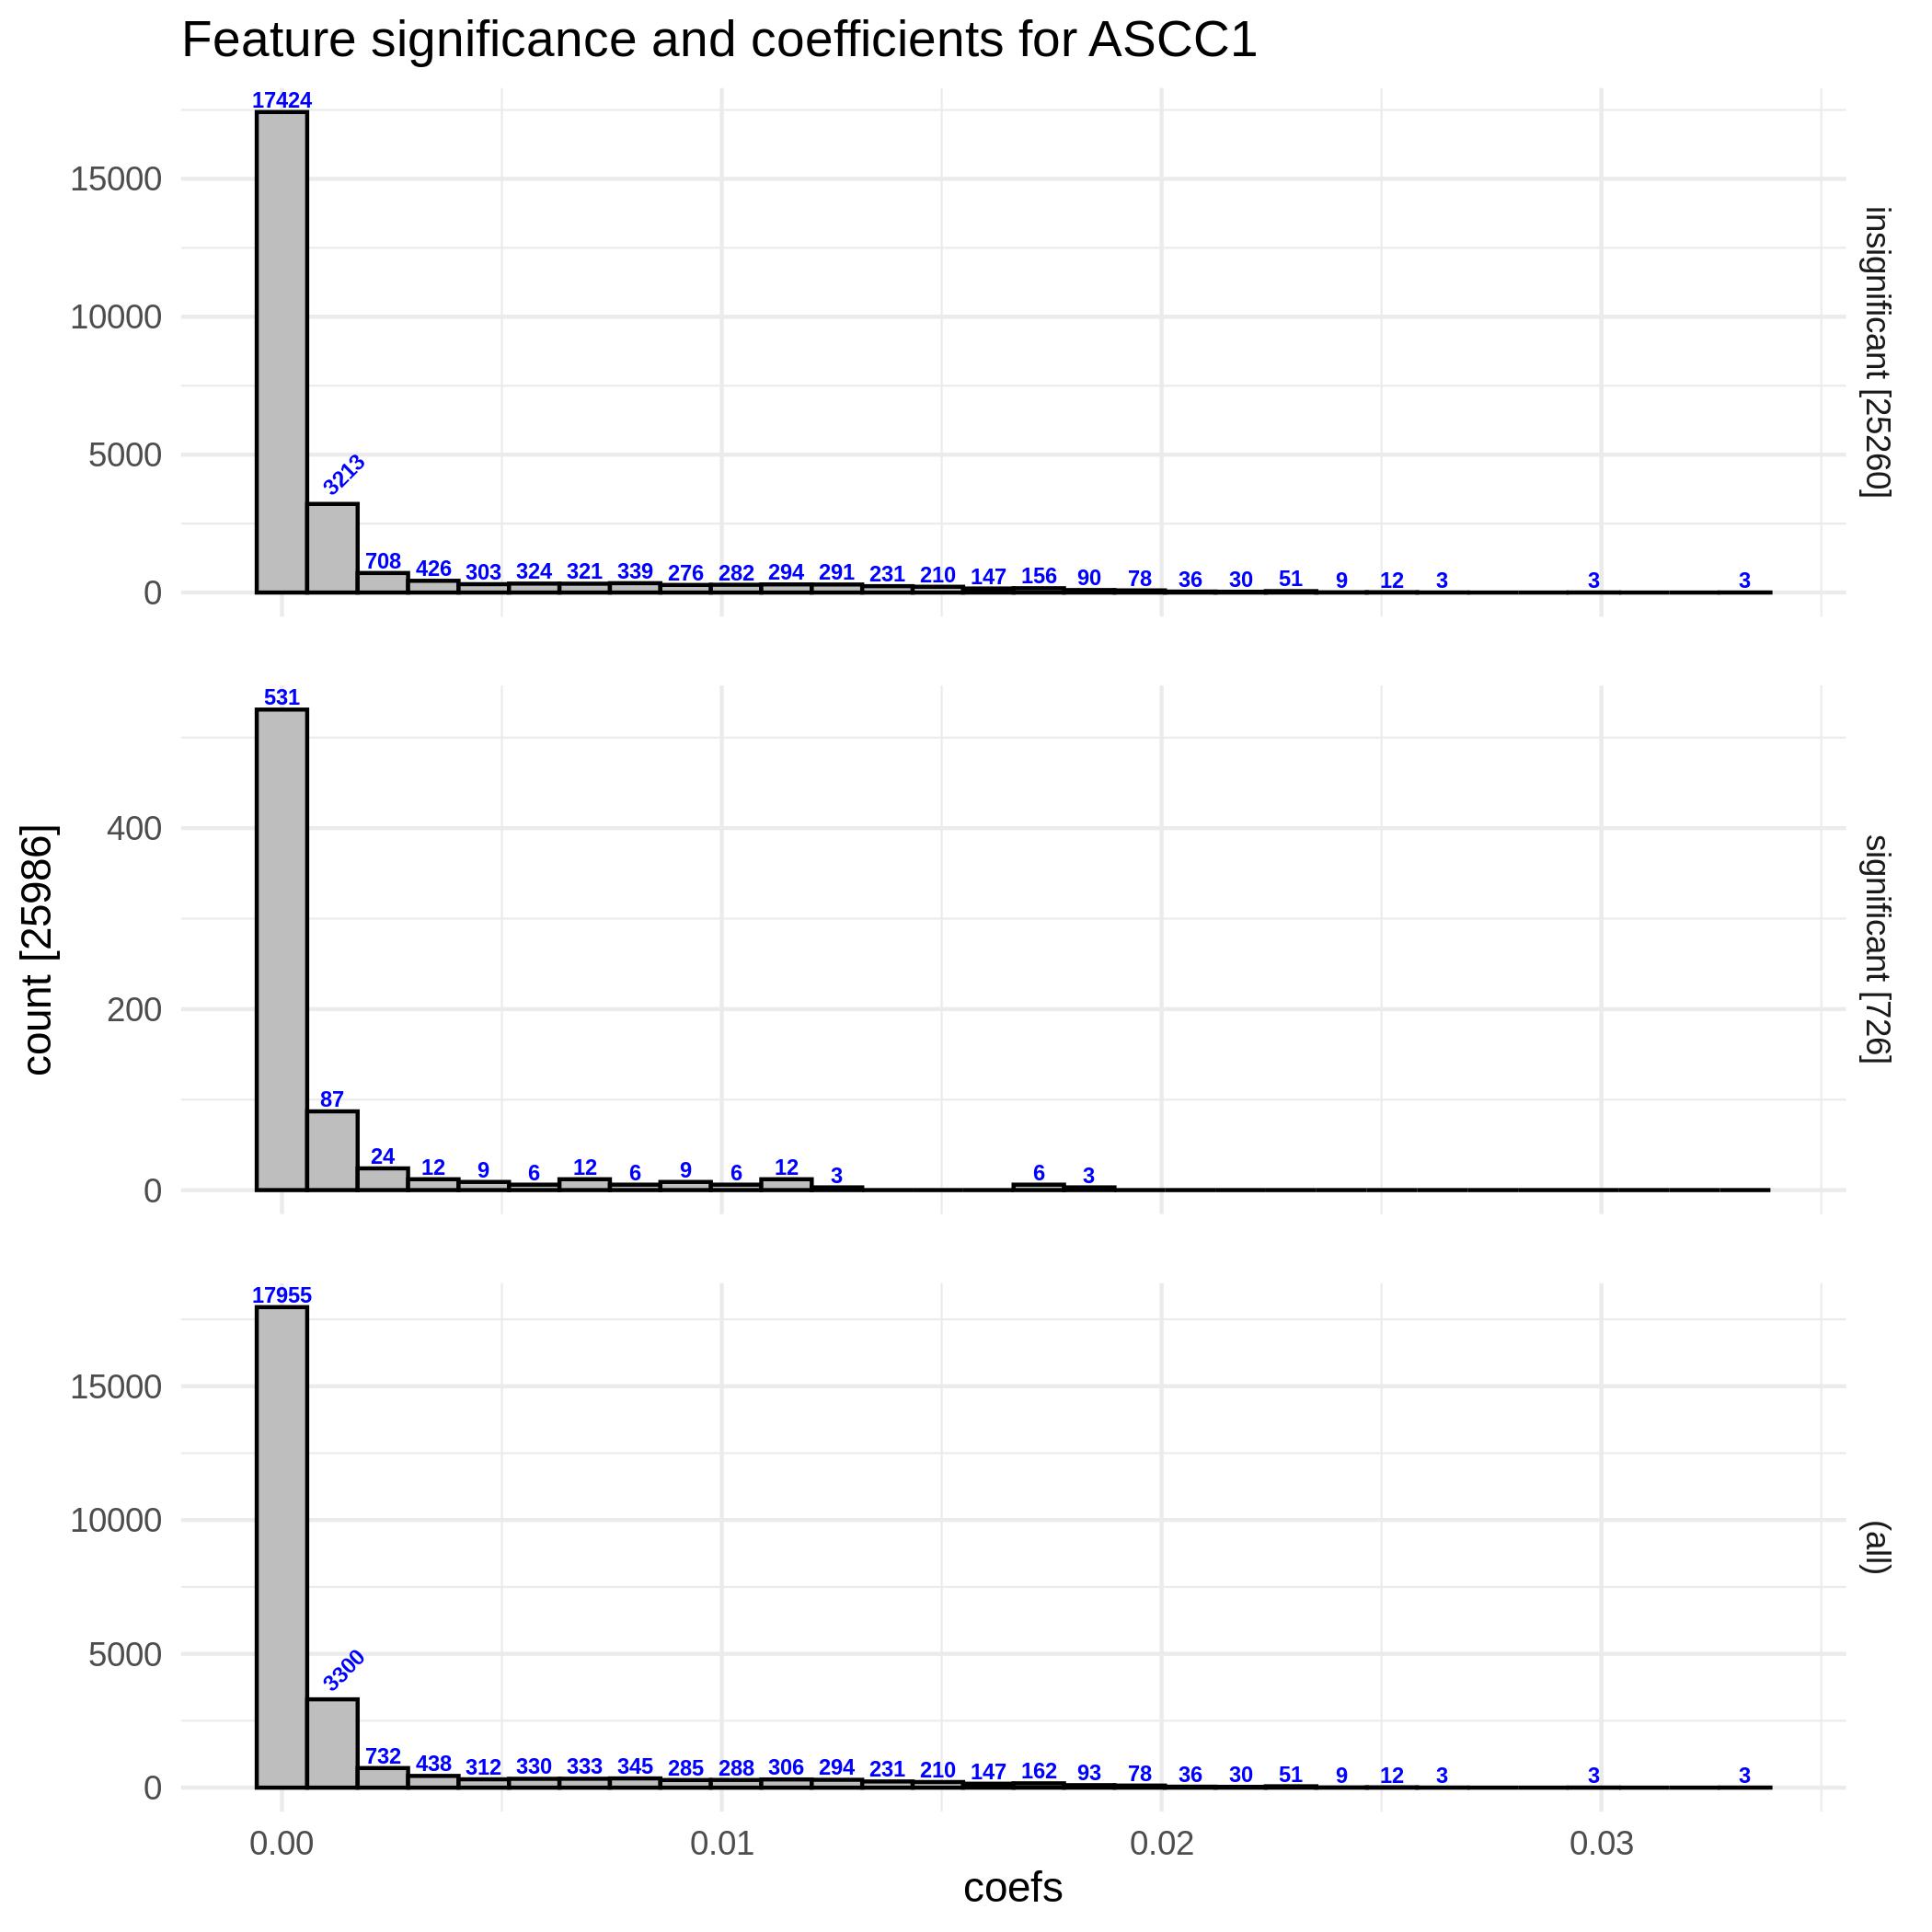 Feature significance and coefficients for ASCC1
17424
15000
10000
5000
0
3213
708 426 303 324 321 339 276 282 294 291 231 210 147 156 90 78 36 30 51 9 12 3 3 3
insignificant [25260]
count [25986]
531
400
200
0
87
24 12 9 6 12 6 9 6 12 3 6 3
significant [726]
17955
15000
10000
5000
0
3300
732 438 312 330 333 345 285 288 306 294 231 210 147 162 93 78 36 30 51 9 12 3 3 3
(all)
0.00 0.01 0.02 0.03
coefs